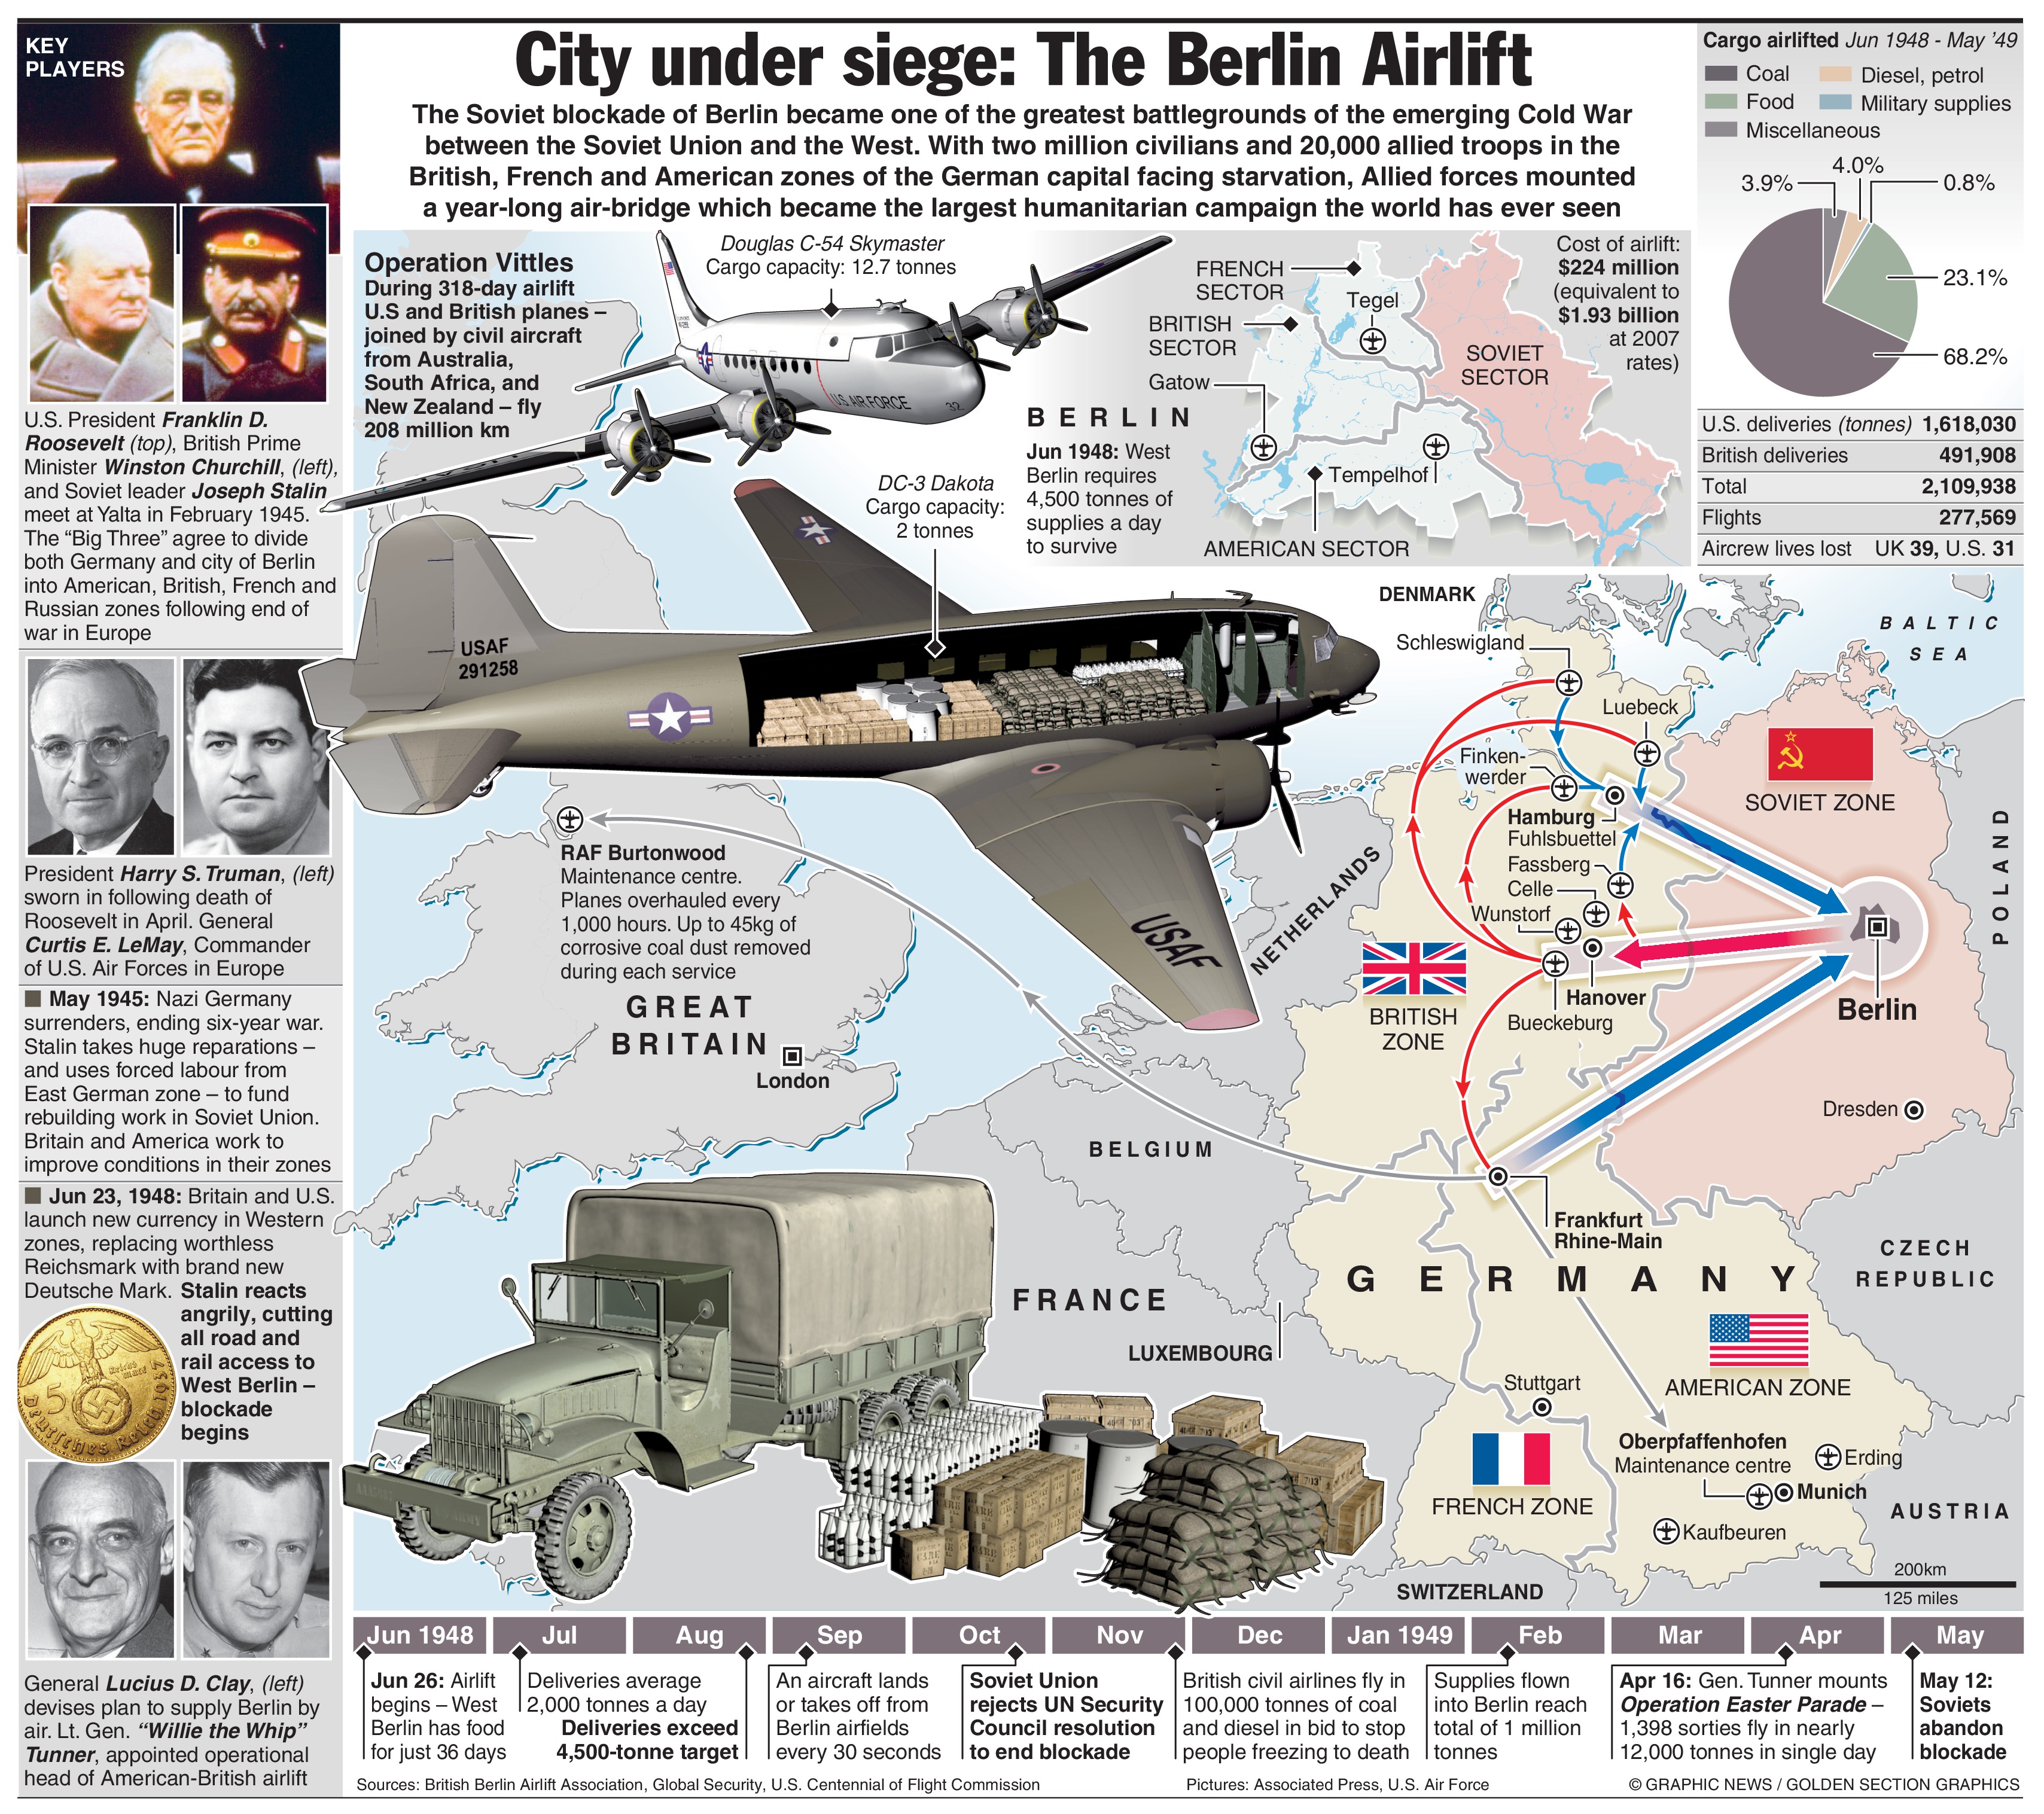 City under siege: The Berlin Airlift
The Soviet blockade of Berlin became one of the greatest battlegrounds of the emerging Cold War
between the Soviet Union and the West. With two million civilians and 20,000 allied troops in the
British, French and American zones of the German capital facing starvation, Allied forces mounted
a year-long air-bridge which became the largest humanitarian campaign the world has ever seen
KEY
PLAYERS
U.S. President Franklin D.
Roosevelt (top), British Prime
Minister Winston Churchill, (left),
and Soviet leader Joseph Stalin
meet at Yalta in February 1945.
The “Big Three” agree to divide
both Germany and city of Berlin
into American, British, French and
Russian zones following end of
war in Europe
President Harry S. Truman, (left)
sworn in following death of
Roosevelt in April. General
Curtis E. LeMay, Commander
of U.S. Air Forces in Europe
■ May 1945: Nazi Germany
surrenders, ending six-year war.
Stalin takes huge reparations –
and uses forced labour from
East German zone – to fund
rebuilding work in Soviet Union.
Britain and America work to
improve conditions in their zones
■ Jun 23, 1948: Britain and U.S.
launch new currency in Western
zones, replacing worthless
Reichsmark with brand new
Deutsche Mark. Stalin reacts
angrily, cutting
all road and
rail access to
West Berlin –
blockade
begins
5
Reichs
mark
Deutsches Reich 1937
General Lucius D. Clay, (left)
devises plan to supply Berlin by
air. Lt. Gen. “Willie the Whip”
Tunner, appointed operational
head of American-British airlift
Operation Vittles
During 318-day airlift
U.S and British planes –
joined by civil aircraft
from Australia,
South Africa, and
New Zealand – fly
208 million km
Douglas C-54 Skymaster
Cargo capacity: 12.7 tonnes
U.S. AIR FORCE
32
DC-3 Dakota
Cargo capacity:
2 tonnes
USAF
291258
USAF
BERLIN
Jun 1948: West
Berlin requires
4,500 tonnes of
supplies a day
to survive
FRENCH
SECTOR
BRITISH
SECTOR
Gatow
Tegel
SOVIET
SECTOR
Tempelhof
AMERICAN SECTOR
Cost of airlift:
$224 million
(equivalent to
$1.93 billion
at 2007
rates)
Cargo airlifted Jun 1948 - May ’49
Coal
Diesel, petrol
Food
Military supplies
Miscellaneous
3.9%
4.0%
0.8%
23.1%
68.2%
U.S. deliveries (tonnes) 1,618,030
British deliveries 491,908
Total 2,109,938
Flights 277,569
Aircrew lives lost UK 39, U.S. 31
DENMARK
BALTIC
SEA
Schleswigland
Luebeck
Finken-
werder
Hamburg
Fuhlsbuettel
Fassberg
Celle
Wunstorf
Hanover
Bueckeburg
SOVIET ZONE
POLAND
Berlin
Dresden
NETHERLANDS
BRITISH
ZONE
RAF Burtonwood
Maintenance centre.
Planes overhauled every
1,000 hours. Up to 45kg of
corrosive coal dust removed
during each service
GREAT
BRITAIN
London
BELGIUM
FRANCE
LUXEMBOURG
Frankfurt
Rhine-Main
GERMANY
CZECH
REPUBLIC
AMERICAN ZONE
Stuttgart
FRENCH ZONE
Oberpfaffenhofen
Maintenance centre
Erding
Munich
Kaufbeuren
AUSTRIA
SWITZERLAND
200km
125 miles
Jun 1948
Jul
Aug
Sep
Oct
Nov
Dec
Jan 1949
Feb
Mar
Apr
May
Jun 26: Airlift
begins – West
Berlin has food
for just 36 days
Deliveries average
2,000 tonnes a day
Deliveries exceed
4,500-tonne target
An aircraft lands
or takes off from
Berlin airfields
every 30 seconds
Soviet Union
rejects UN Security
Council resolution
to end blockade
British civil airlines fly in
100,000 tonnes of coal
and diesel in bid to stop
people freezing to death
Supplies flown
into Berlin reach
total of 1 million
tonnes
Apr 16: Gen. Tunner mounts
Operation Easter Parade –
1,398 sorties fly in nearly
12,000 tonnes in single day
May 12:
Soviets
abandon
blockade
Sources: British Berlin Airlift Association, Global Security, U.S. Centennial of Flight Commission
Pictures: Associated Press, U.S. Air Force
© GRAPHIC NEWS / GOLDEN SECTION GRAPHICS